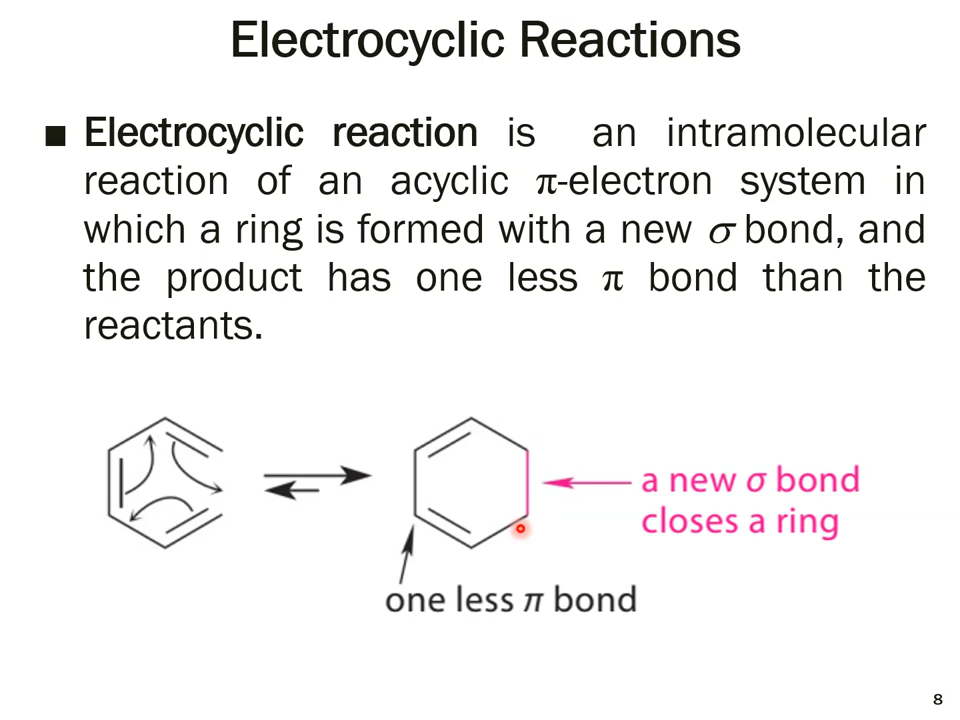 Electrocyclic Reactions
■ Electrocyclic reaction is an intramolecular
reaction of an acyclic π-electron system in
which a ring is formed with a new σ bond, and
the product has one less π bond than the
reactants.
a new σ bond
closes a ring
one less π bond
8